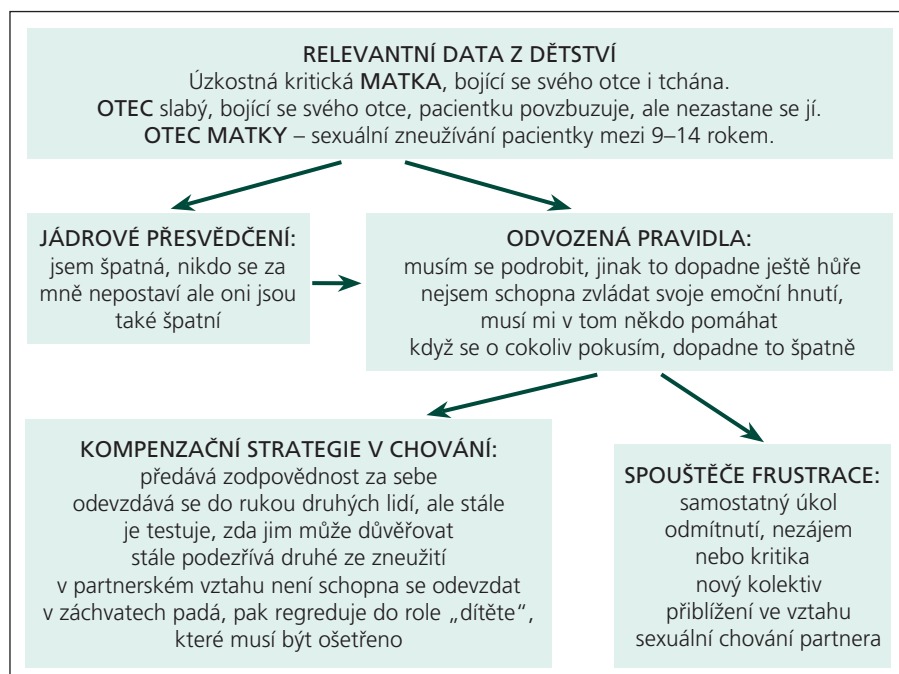 RELEVANTNÍ DATA Z DĚTSTVÍ
Úzkostná kritická MATKA, bojící se svého otce i tchána.
OTEC slabý, bojící se svého otce, pacientku povzbuzuje, ale nezastane se jí.
OTEC MATKY – sexuální zneužívání pacientky mezi 9–14 rokem.
JÁDROVÉ PŘESVĚDČENÍ:
jsem špatná, nikdo se za
mně nepostaví ale oni jsou
také špatní
ODVOZENÁ PRAVIDLA:
musím se podrobit, jinak to dopadne ještě hůře
nejsem schopna zvládat svoje emoční hnutí,
musí mi v tom někdo pomáhat
když se o cokoliv pokusím, dopadne to špatně
KOMPENZAČNÍ STRATEGIE V CHOVÁNÍ:
předává zodpovědnost za sebe
odevzdává se do rukou druhých lidí, ale stále
je testuje, zda jim může důvěřovat
stále podezřívá druhé ze zneužití
v partnerském vztahu není schopna se odevzdat
v záchvatech padá, pak regreduje do role „dítěte“,
které musí být ošetřeno
SPOUŠTĚČE FRUSTRACE:
samostatný úkol
odmítnutí, nezájem
nebo kritika
nový kolektiv
přiblížení ve vztahu
sexuální chování partnera